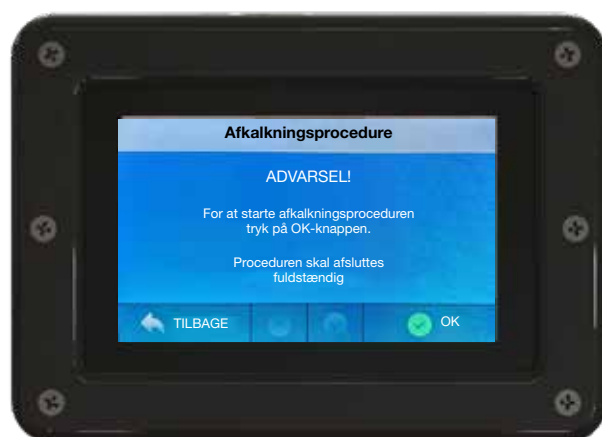 Afkalkningsprocedure
ADVARSEL!
For at starte afkalkningsproceduren
tryk på OK-knappen.
Proceduren skal afsluttes
fuldstændig
TILBAGE
OK